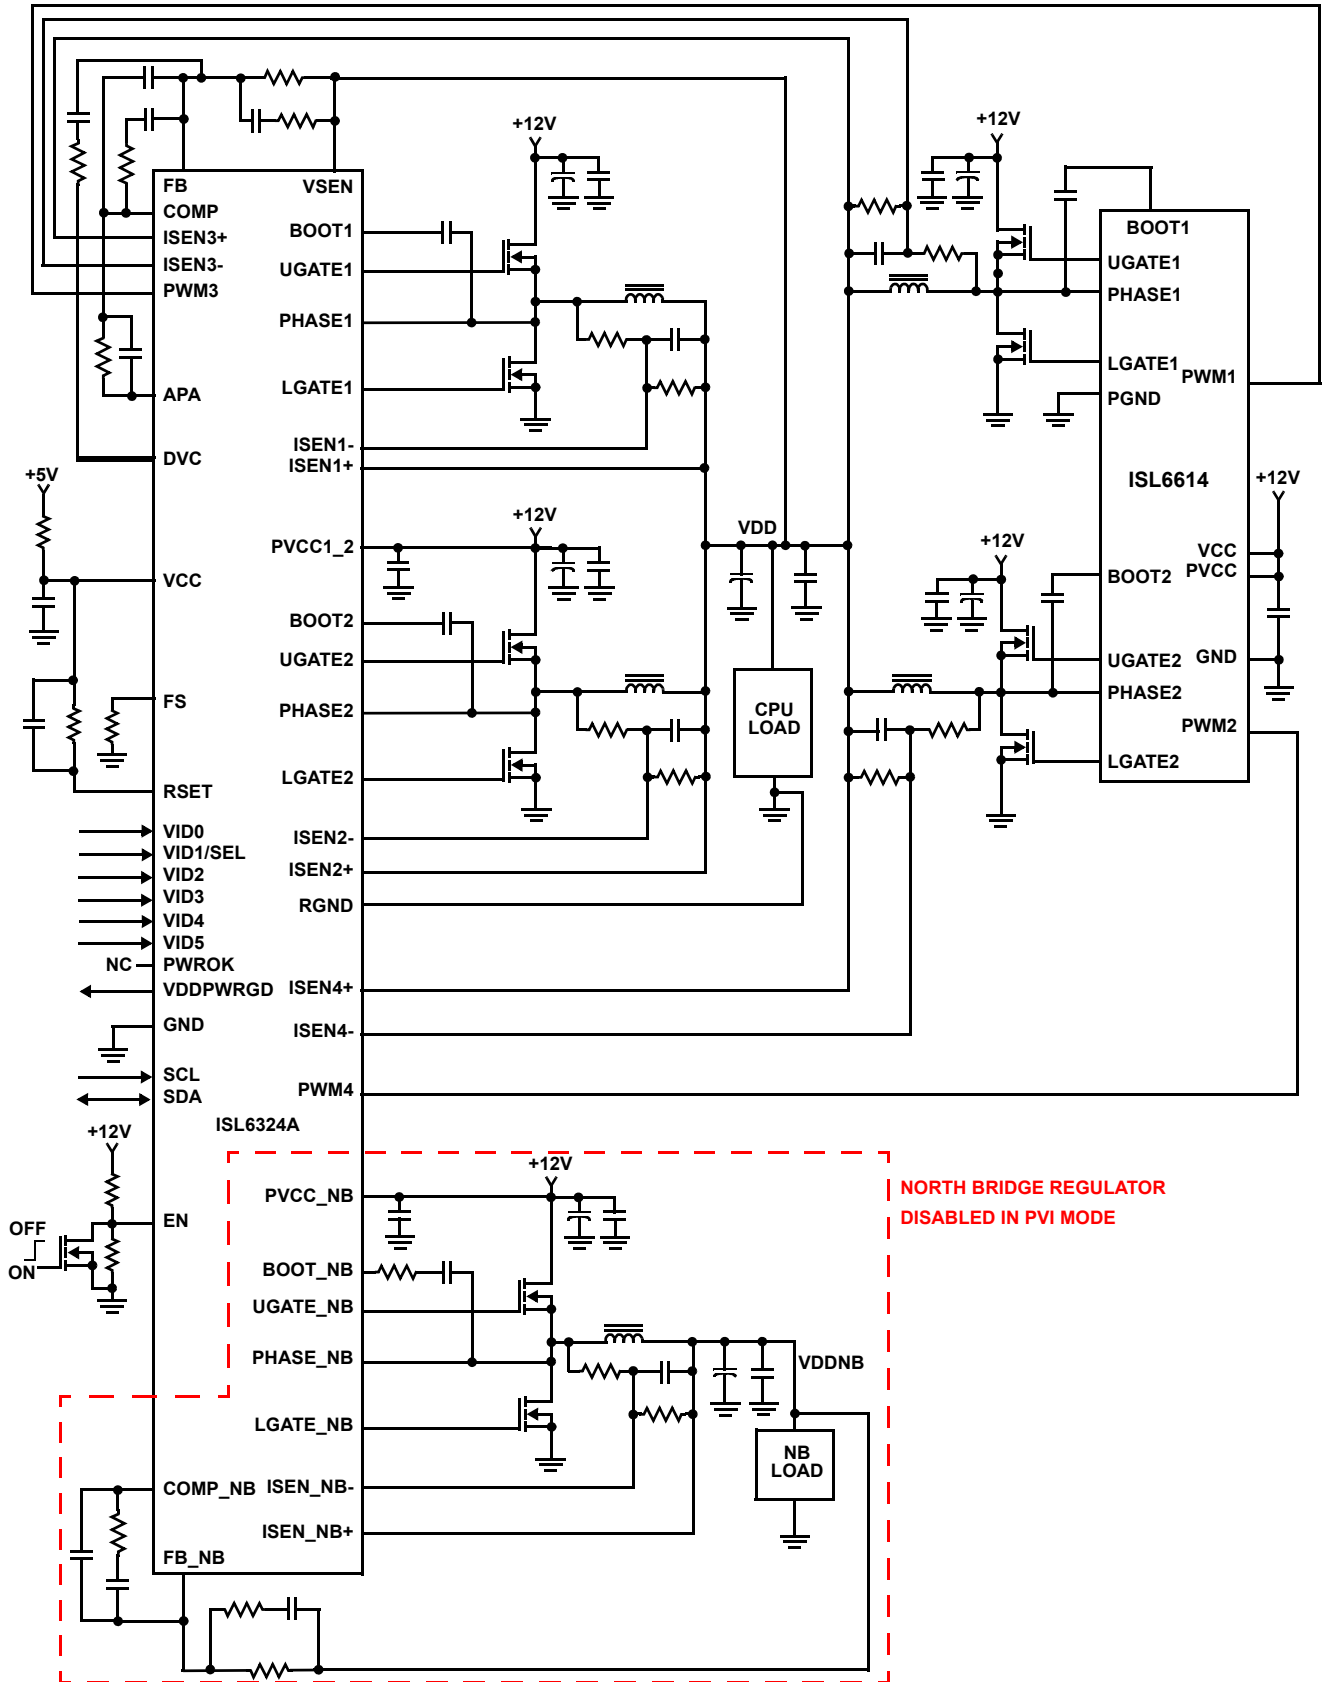 +12V
+12V
FB
VSEN
COMP
ISEN3+
ISEN3-
PWM3
APA
DVC
+5V
VCC
FS
RSET
VID0
VID1/SEL
VID2
VID3
VID4
VID5
NC
PWROK
VDDPWRGD
GND
SCL
SDA
+12V
OFF
ON
EN
COMP_NB
FB_NB
BOOT1
UGATE1
PHASE1
LGATE1
ISEN1-
ISEN1+
+12V
PVCC1_2
BOOT2
UGATE2
PHASE2
LGATE2
ISEN2-
ISEN2+
RGND
ISEN4+
ISEN4-
PWM4
ISL6324A
VDD
CPU
LOAD
BOOT1
UGATE1
PHASE1
LGATE1
PWM1
PGND
ISL6614
+12V
+12V
VCC
PVCC
BOOT2
UGATE2
GND
PHASE2
PWM2
LGATE2
+12V
PVCC_NB
BOOT_NB
UGATE_NB
PHASE_NB
LGATE_NB
ISEN_NB-
ISEN_NB+
VDDNB
NB
LOAD
NORTH BRIDGE REGULATOR
DISABLED IN PVI MODE